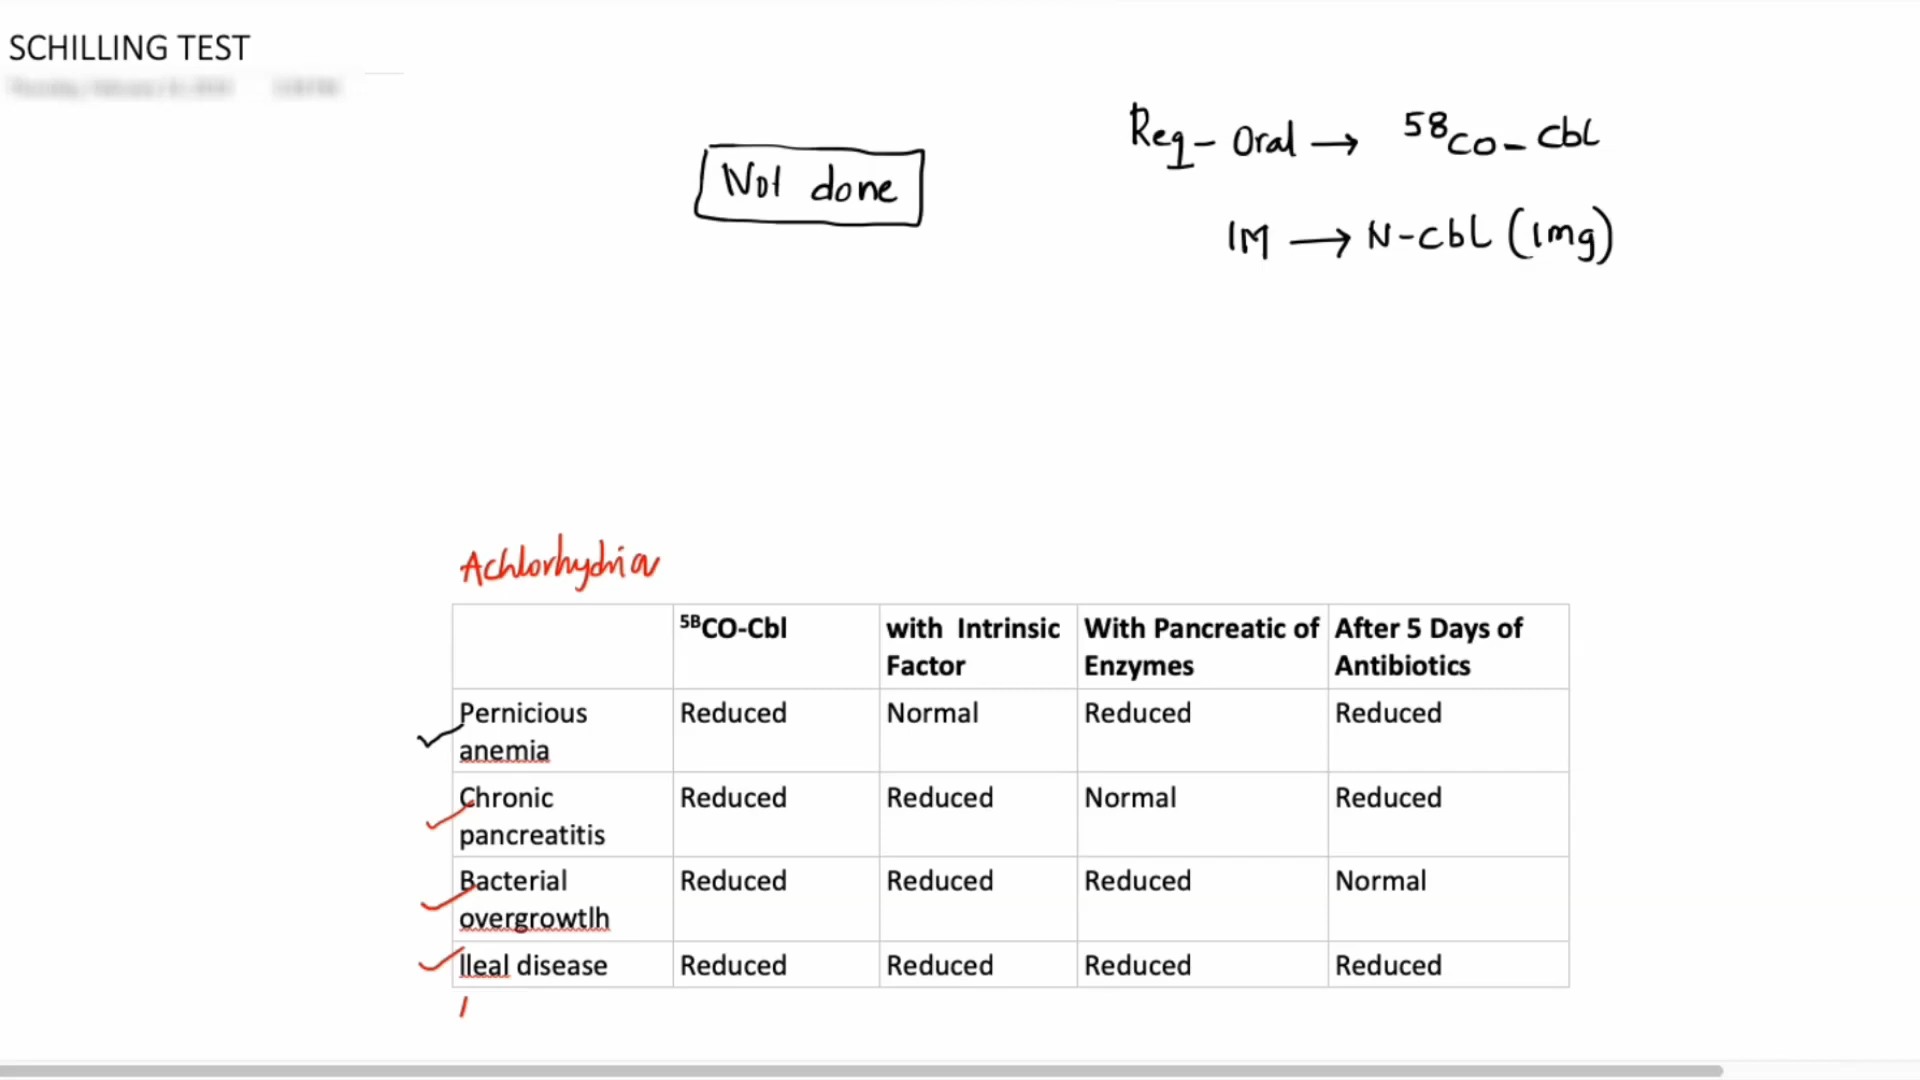 SCHILLING TEST
Req - Oral → ⁵⁸Co - Cbl
Not done
IM → N-Cbl (1mg)
Achlorhydria
⁵ᴮCO-Cbl with Intrinsic Factor With Pancreatic of Enzymes After 5 Days of Antibiotics
Pernicious anemia Reduced Normal Reduced Reduced
Chronic pancreatitis Reduced Reduced Normal Reduced
Bacterial overgrowtlh Reduced Reduced Reduced Normal
lleal disease Reduced Reduced Reduced Reduced